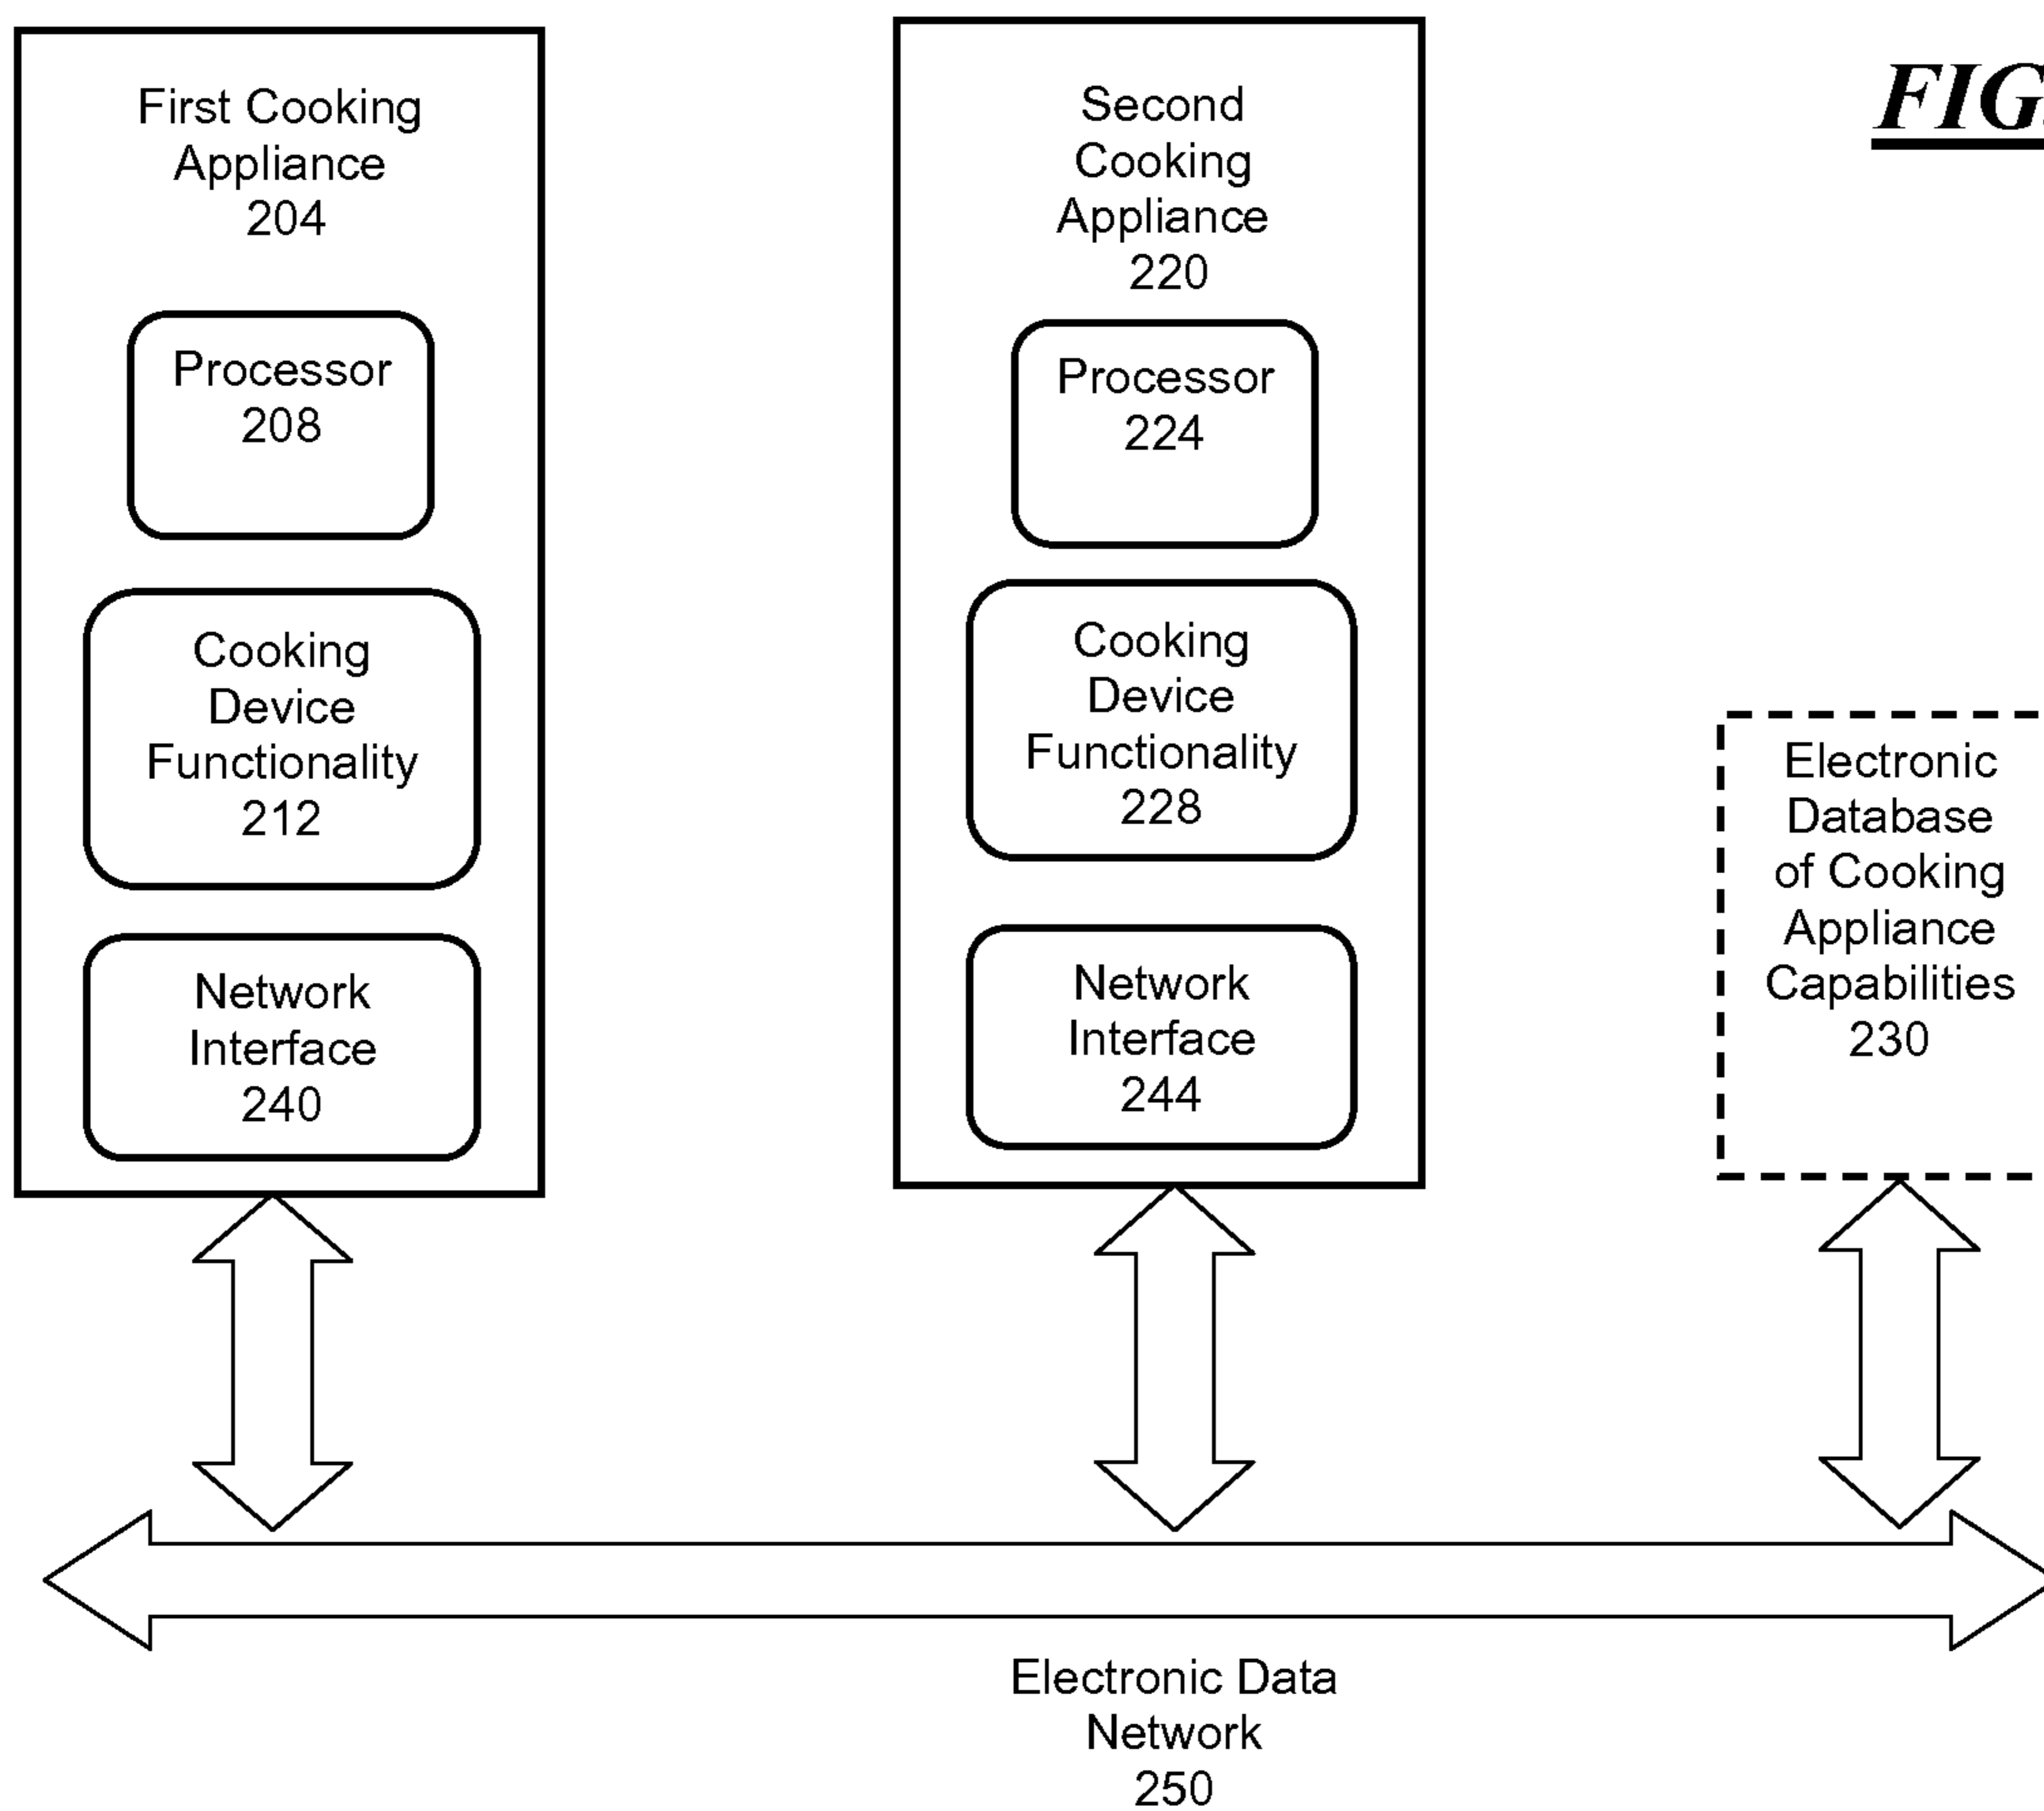 FIG.
First Cooking
Appliance
204
Processor
208
Cooking
Device
Functionality
212
Network
Interface
240
Second
Cooking
Appliance
220
Processor
224
Cooking
Device
Functionality
228
Network
Interface
244
Electronic
Database
of Cooking
Appliance
Capabilities
230
Electronic Data
Network
250